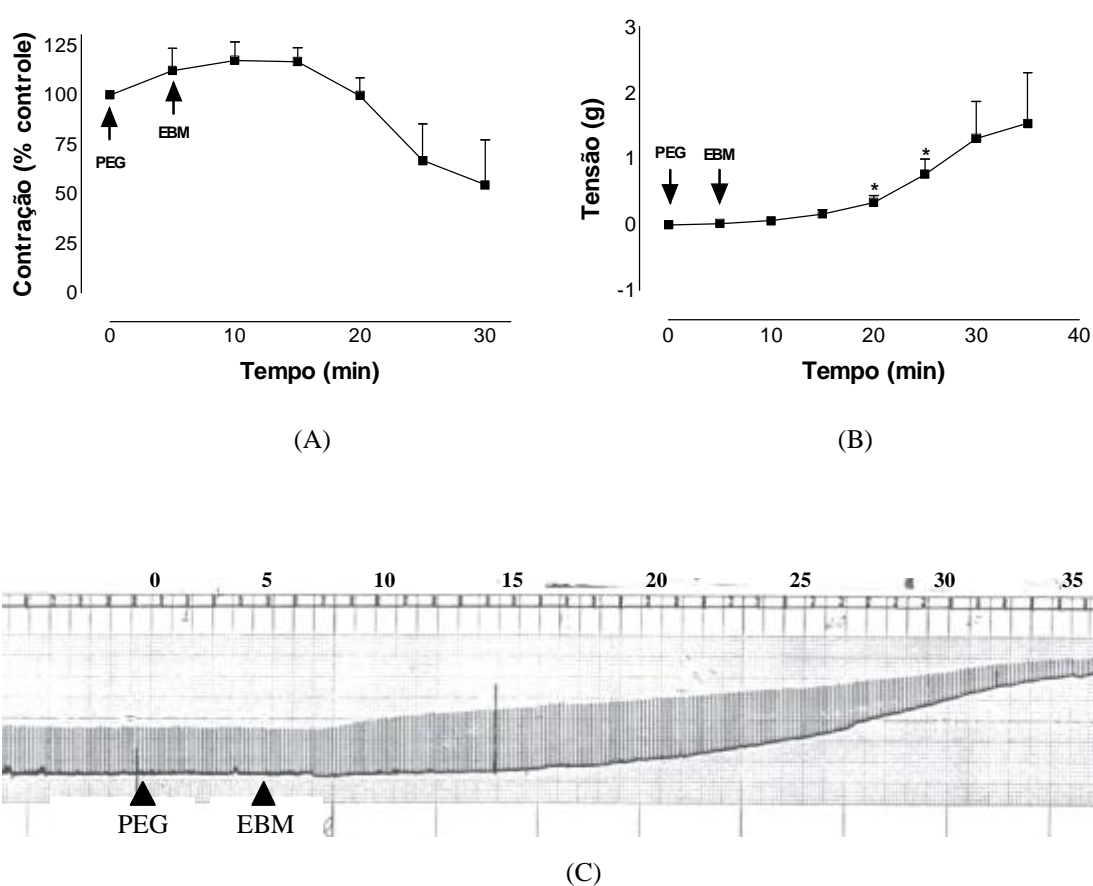 Contração (% controle)
125
100
75
50
25
0
PEG
EBM
0 10 20 30
Tempo (min)
(A)
Tensão (g)
3
2
1
0
-1
PEG EBM
*
*
0 10 20 30 40
Tempo (min)
(B)
0 5 10 15 20 25 30 35
PEG EBM
(C)